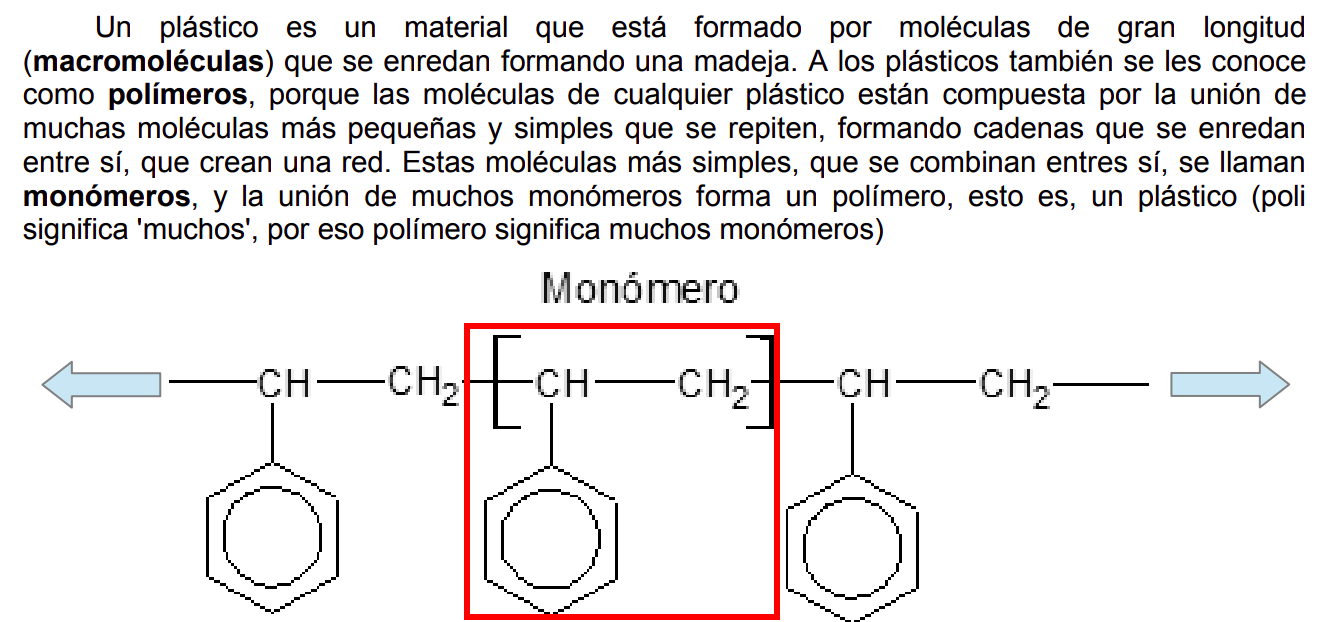 Un plástico es un material que está formado por moléculas de gran longitud
(macromoléculas) que se enredan formando una madeja. A los plásticos también se les conoce
como polímeros, porque las moléculas de cualquier plástico están compuesta por la unión de
muchas moléculas más pequeñas y simples que se repiten, formando cadenas que se enredan
entre sí, que crean una red. Estas moléculas más simples, que se combinan entres sí, se llaman
monómeros, y la unión de muchos monómeros forma un polímero, esto es, un plástico (poli
significa 'muchos', por eso polímero significa muchos monómeros)
Monómero
CH CH2 [ CH CH2 ] CH CH2